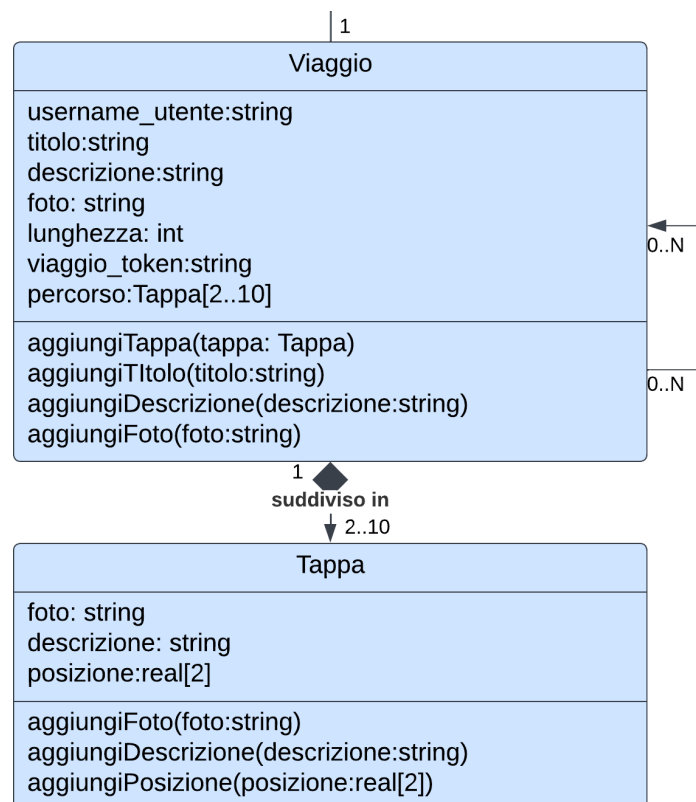 1
Viaggio
username_utente:string
titolo:string
descrizione:string
foto: string
lunghezza: int
viaggio_token:string
percorso:Tappa[2..10]
0..N
aggiungiTappa(tappa: Tappa)
aggiungiTItolo(titolo:string)
aggiungiDescrizione(descrizione:string)
aggiungiFoto(foto:string)
0..N
1
suddiviso in
2..10
Tappa
foto: string
descrizione: string
posizione:real[2]
aggiungiFoto(foto:string)
aggiungiDescrizione(descrizione:string)
aggiungiPosizione(posizione:real[2])